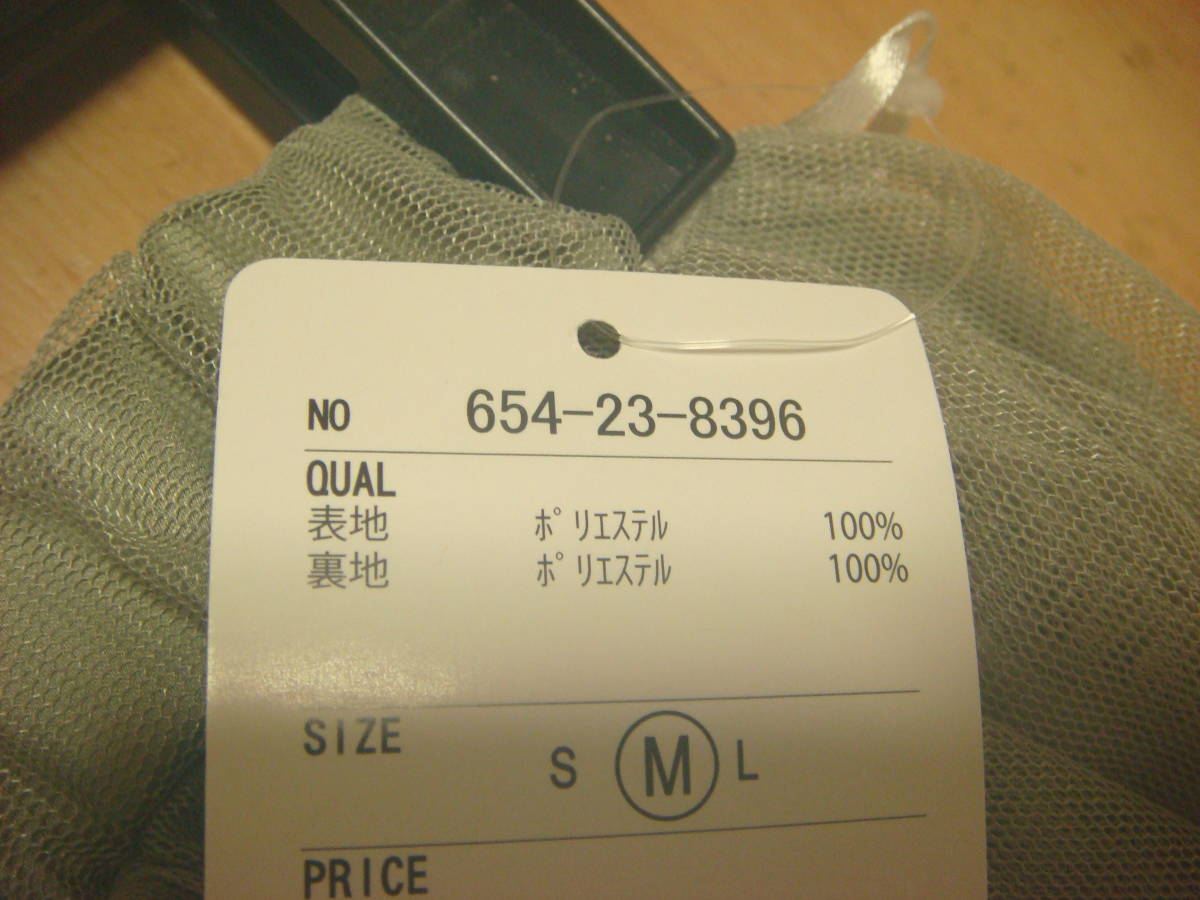 NO 654-23-8396
QUAL
表地 ﾎﾟﾘｴｽﾃﾙ 100%
裏地 ﾎﾟﾘｴｽﾃﾙ 100%
SIZE S M L
PRICE